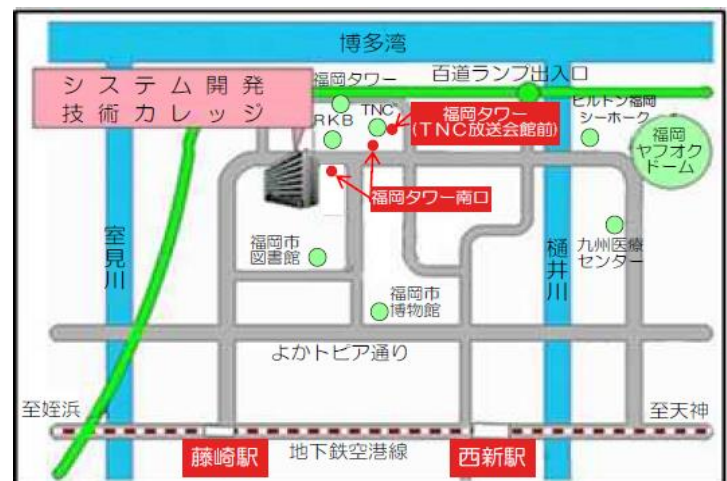 博多湾
システム開発
技術カレッジ
福岡タワー
百道ランプ出入口
RKB
TNC
福岡タワー
(TNC放送会館前)
ヒルトン福岡
シーホーク
福岡
ヤフオク
ドーム
福岡タワー南口
室見川
福岡市
図書館
樋井川
九州医療
センター
福岡市
博物館
よかトピア通り
至姪浜
至天神
藤崎駅
地下鉄空港線
西新駅